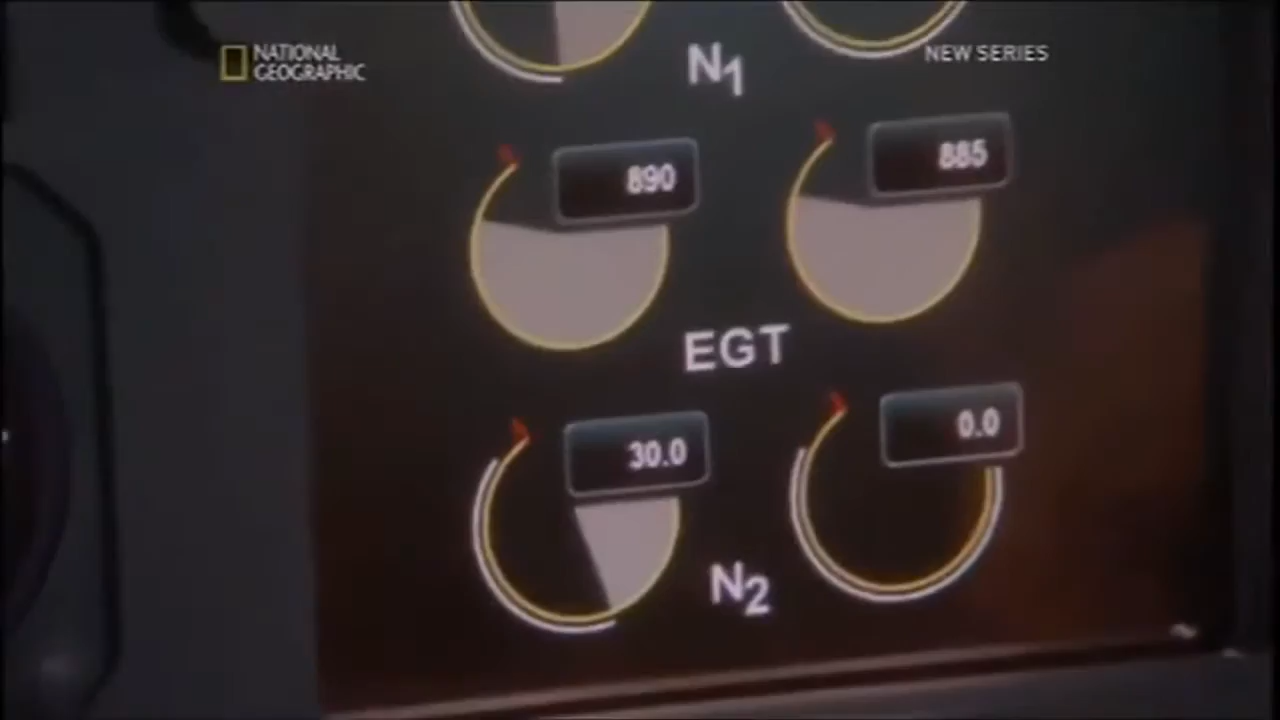 NATIONAL
GEOGRAPHIC
NEW SERIES
N1
890
885
EGT
30.0
0.0
N2